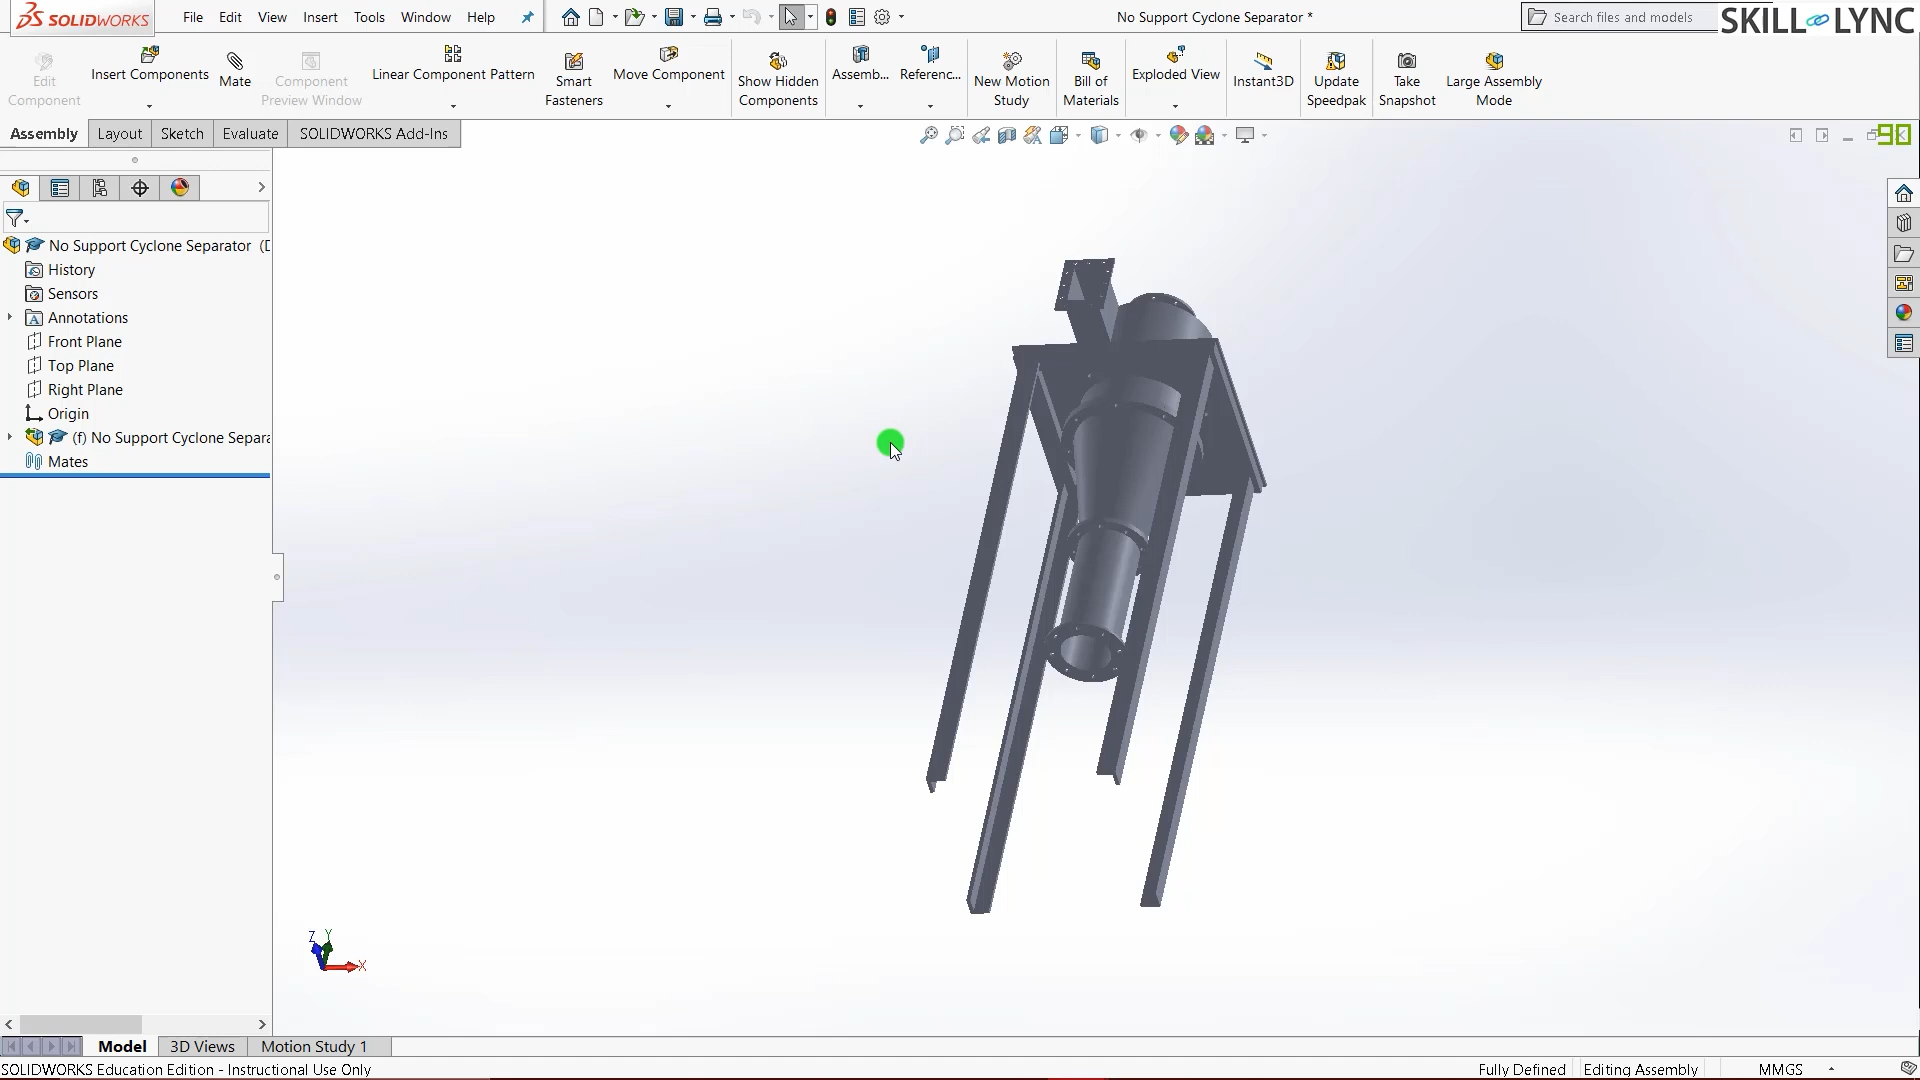 SOLIDWORKS File Edit View Insert Tools Window Help No Support Cyclone Separator * Search files and models SKILL LYNC
Edit Component
Insert Components
Mate
Component Preview Window
Linear Component Pattern
Smart Fasteners
Move Component
Show Hidden Components
Assemb...
Referenc...
New Motion Study
Bill of Materials
Exploded View
Instant3D
Update Speedpak
Take Snapshot
Large Assembly Mode
Assembly Layout Sketch Evaluate SOLIDWORKS Add-Ins
90
No Support Cyclone Separator (D
History
Sensors
A Annotations
Front Plane
Top Plane
Right Plane
Origin
(f) No Support Cyclone Separa
Mates
Z Y
X
Model 3D Views Motion Study 1
SOLIDWORKS Education Edition - Instructional Use Only Fully Defined Editing Assembly MMGS